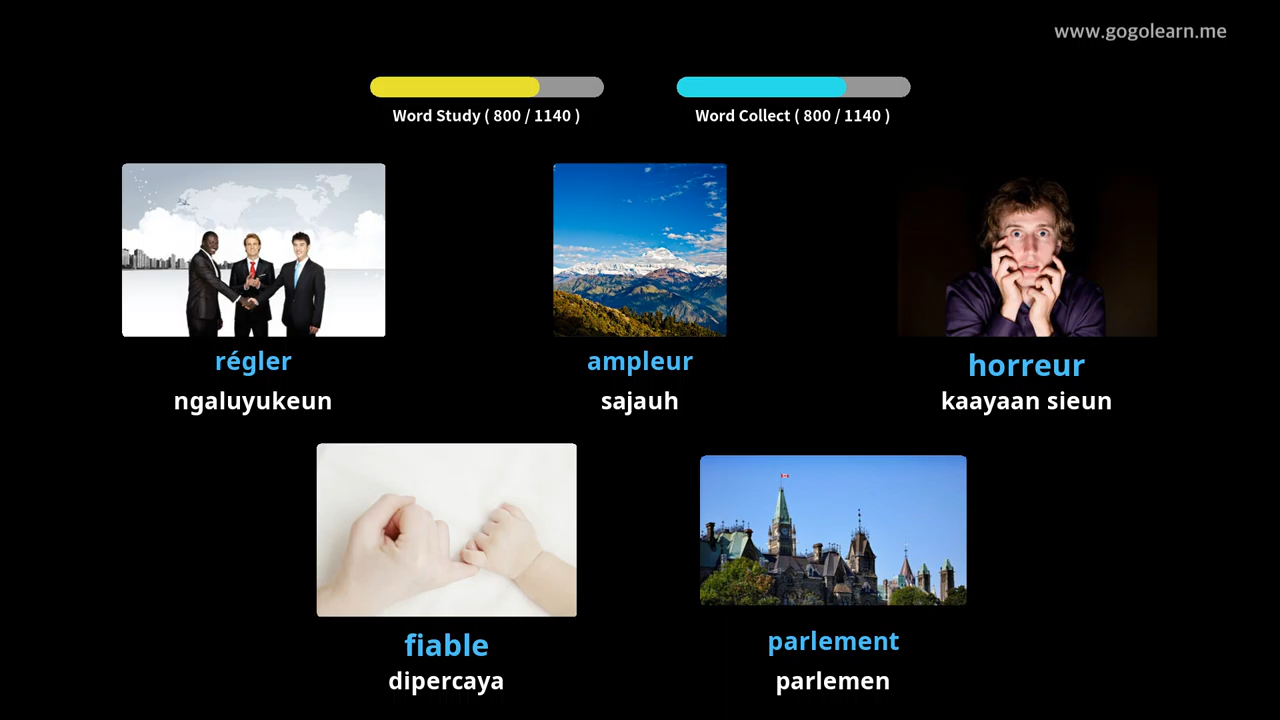 www.gogolearn.me
Word Study ( 800 / 1140 )
Word Collect ( 800 / 1140 )
régler
ngaluyukeun
ampleur
sajauh
horreur
kaayaan sieun
fiable
dipercaya
parlement
parlemen